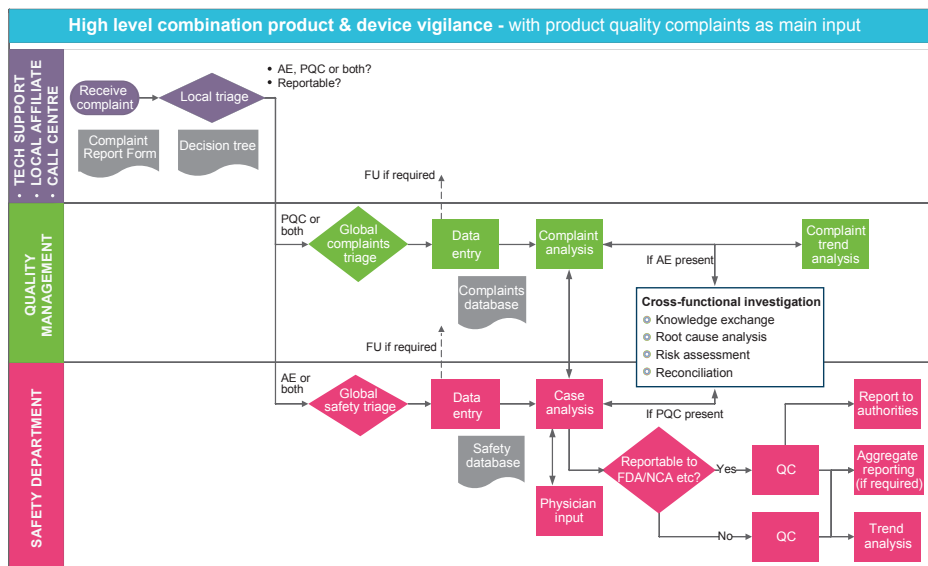 High level combination product & device vigilance - with product quality complaints as main input
• TECH SUPPORT
• LOCAL AFFILIATE
• CALL CENTRE
Receive
complaint
Local triage
• AE, PQC or both?
• Reportable?
Complaint
Report Form
Decision tree
FU if required
QUALITY
MANAGEMENT
PQC or
both
Global
complaints
triage
Data
entry
Complaint
analysis
Complaint
trend
analysis
If AE present
Complaints
database
Cross-functional investigation
Knowledge exchange
Root cause analysis
Risk assessment
Reconciliation
FU if required
SAFETY DEPARTMENT
AE or
both
Global
safety triage
Data
entry
Case
analysis
If PQC present
Report to
authorities
Safety
database
Physician
input
Reportable to
FDA/NCA etc?
Yes
QC
Aggregate
reporting
(if required)
No
QC
Trend
analysis